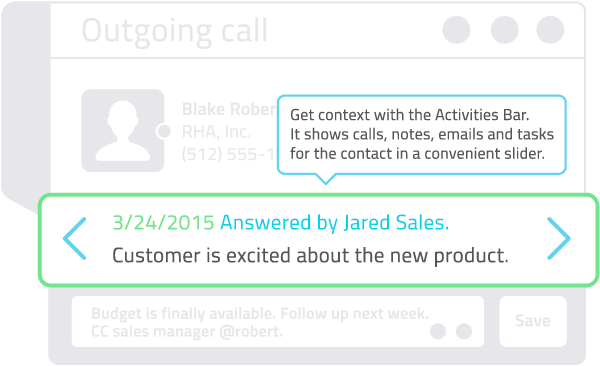 Outgoing call
Blake Rober
RHA, Inc.
(512) 555-1
Get context with the Activities Bar.
It shows calls, notes, emails and tasks
for the contact in a convenient slider.
3/24/2015 Answered by Jared Sales.
Customer is excited about the new product.
Budget is finally available. Follow up next week.
CC sales manager @robert.
Save